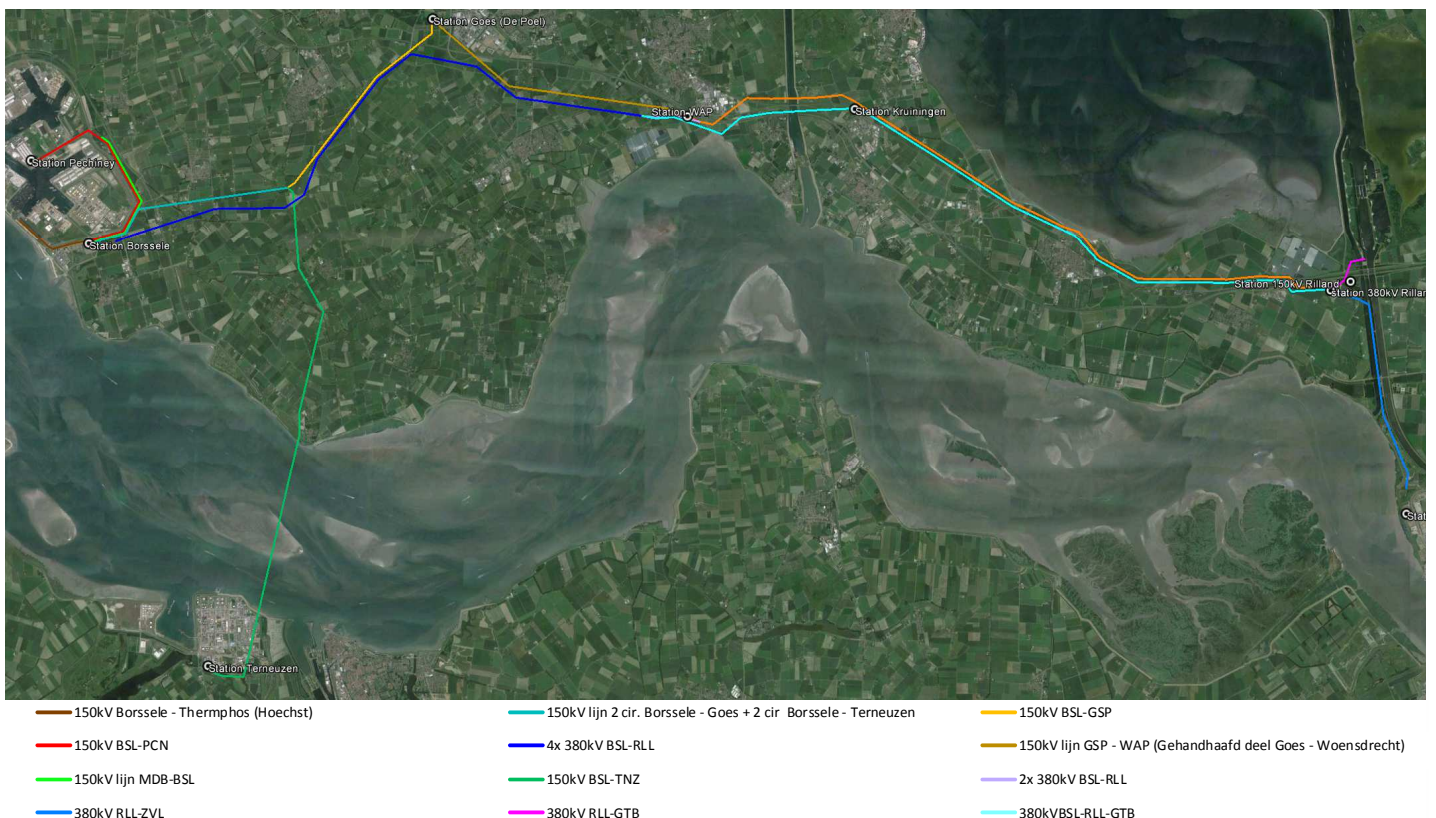 Station Goes (De Poel)
Station WAP
Station Kruiningen
Station Pechiney
Station Borssele
Station 150kV Rilland
station 380kV Rillar
Stat
Station Terneuzen
150kV Borssele - Thermphos (Hoechst)
150kV lijn 2 cir. Borssele - Goes + 2 cir Borssele - Terneuzen
150kV BSL-GSP
150kV BSL-PCN
4x 380kV BSL-RLL
150kV lijn GSP - WAP (Gehandhaafd deel Goes - Woensdrecht)
150kV lijn MDB-BSL
150kV BSL-TNZ
2x 380kV BSL-RLL
380kV RLL-ZVL
380kV RLL-GTB
380kVBSL-RLL-GTB